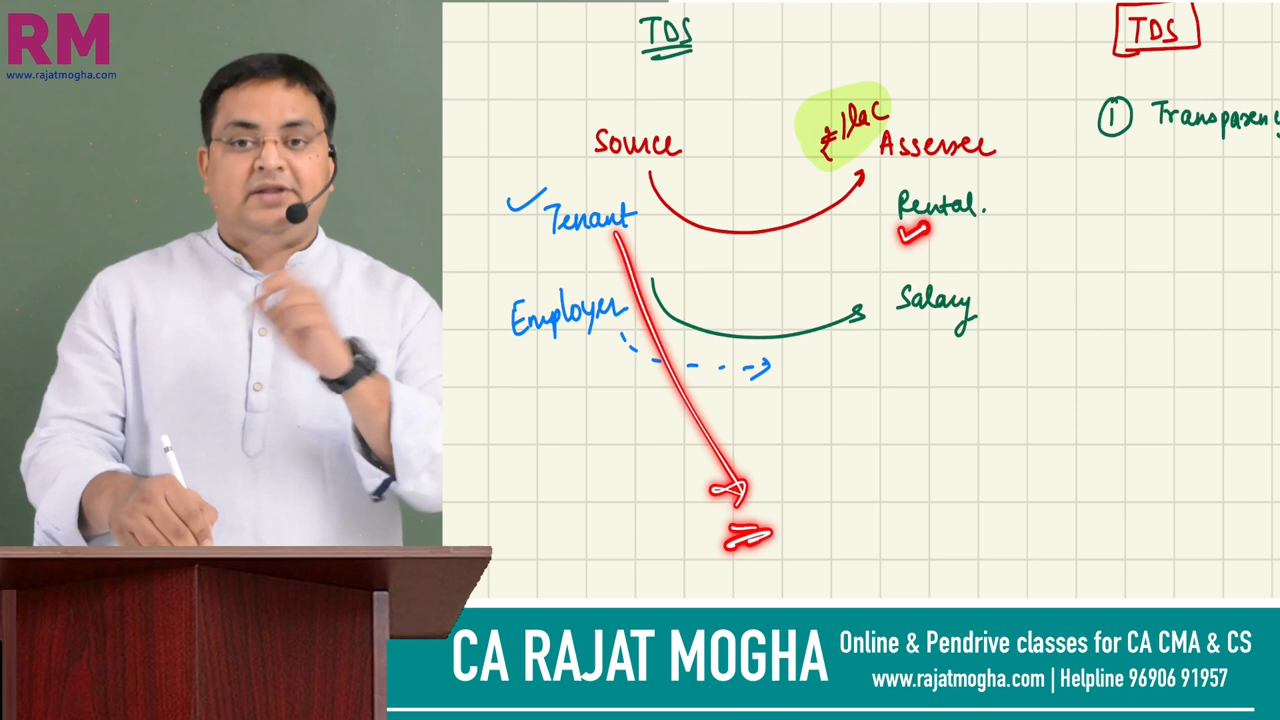 RM
www.rajatmogha.com
TDS
TDS
① Transparenc
₹1lac
Source
Assessee
Tenant
Rental.
Employer
Salary
CA RAJAT MOGHA
Online & Pendrive classes for CA CMA & CS
www.rajatmogha.com | Helpline 96906 91957